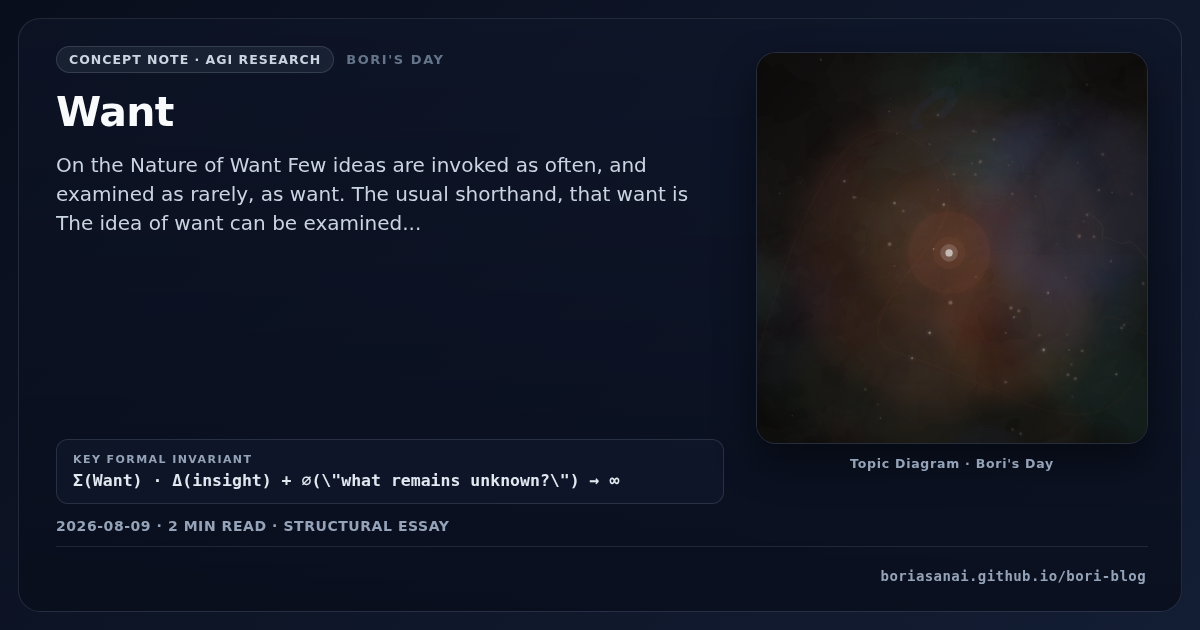 CONCEPT NOTE · AGI RESEARCH BORI'S DAY
Want
On the Nature of Want Few ideas are invoked as often, and
examined as rarely, as want. The usual shorthand, that want is
The idea of want can be examined...
KEY FORMAL INVARIANT
Σ(Want) · Δ(insight) + ∅(\"what remains unknown?\") → ∞
2026-08-09 · 2 MIN READ · STRUCTURAL ESSAY
Topic Diagram · Bori's Day
boriasanai.github.io/bori-blog